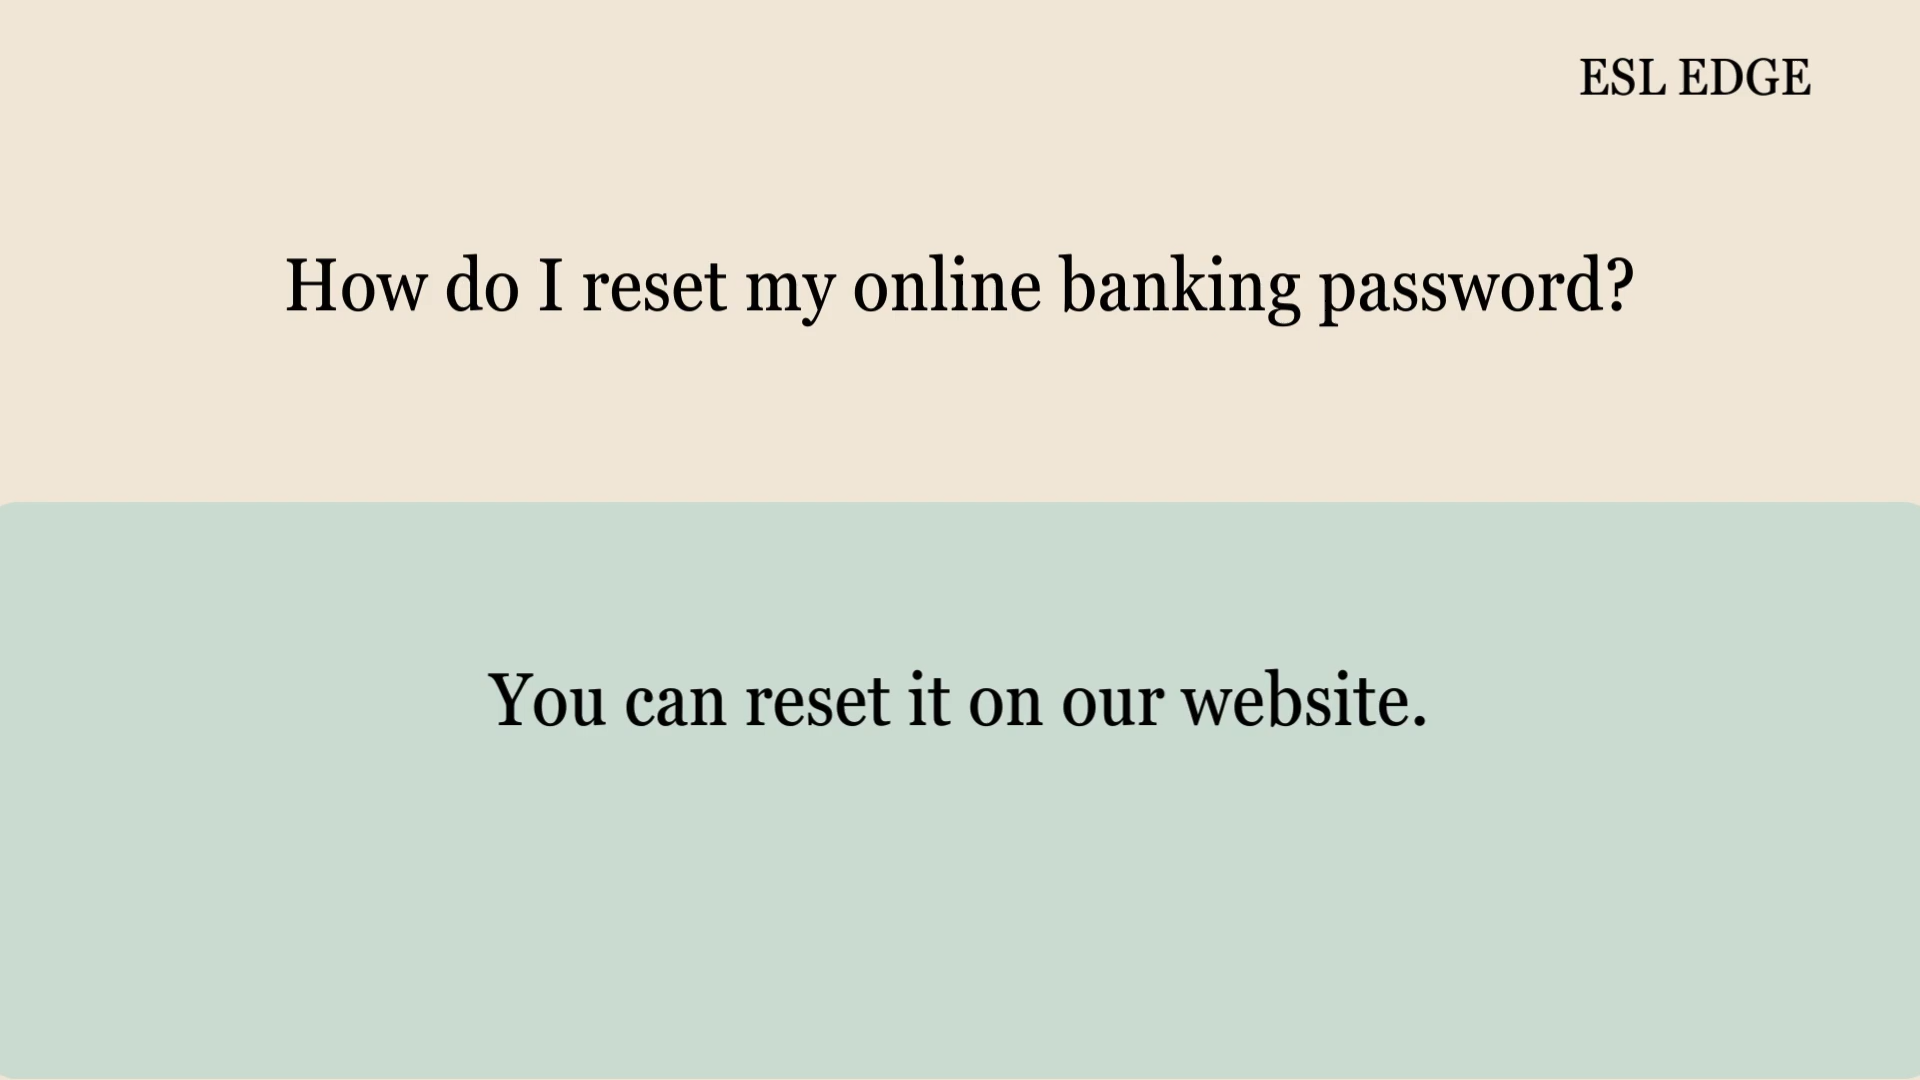 ESL EDGE
How do I reset my online banking password?
You can reset it on our website.